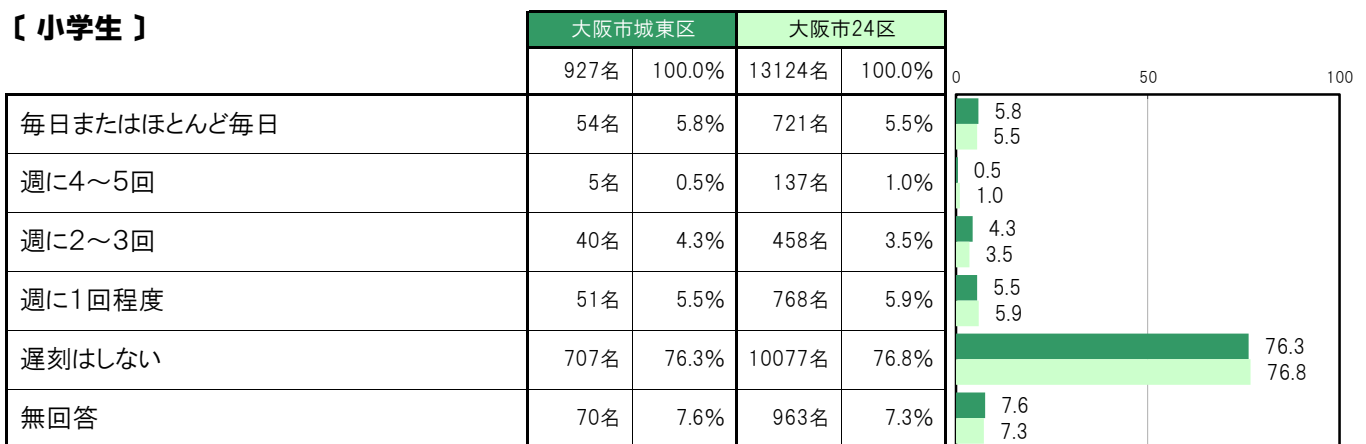 〔 小学生 〕
大阪市城東区 大阪市24区
927名 100.0% 13124名 100.0%
0 50 100
毎日またはほとんど毎日 54名 5.8% 721名 5.5%
5.8
5.5
週に4～5回 5名 0.5% 137名 1.0%
0.5
1.0
週に2～3回 40名 4.3% 458名 3.5%
4.3
3.5
週に1回程度 51名 5.5% 768名 5.9%
5.5
5.9
遅刻はしない 707名 76.3% 10077名 76.8%
76.3
76.8
無回答 70名 7.6% 963名 7.3%
7.6
7.3